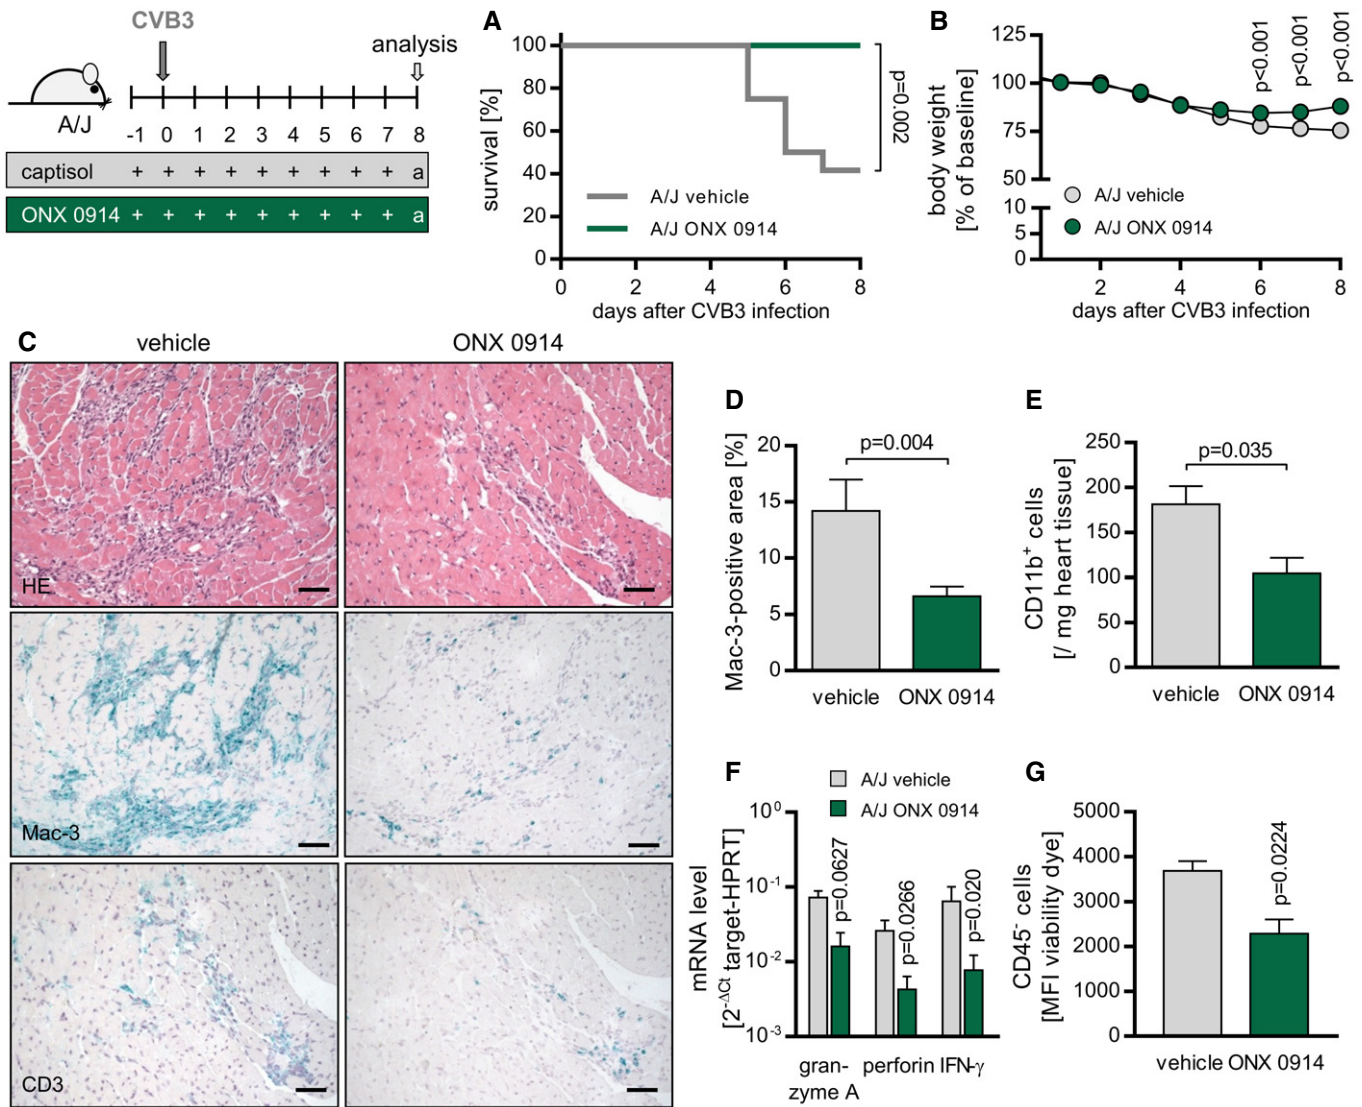 CVB3
analysis
A/J
-1 0 1 2 3 4 5 6 7 8
captisol + + + + + + + + + a
ONX 0914 + + + + + + + + + a
A
survival [%]
100
80
60
40
20
0
0 2 4 6 8
days after CVB3 infection
A/J vehicle
A/J ONX 0914
p=0.002
B
body weight
[% of baseline]
125
100
75
50
10
5
0
2 4 6 8
days after CVB3 infection
p<0.001
p<0.001
p<0.001
A/J vehicle
A/J ONX 0914
C
vehicle ONX 0914
HE
Mac-3
CD3
D
Mac-3-positive area [%]
20
15
10
5
0
p=0.004
vehicle ONX 0914
E
CD11b⁺ cells
[/ mg heart tissue]
250
200
150
100
50
0
p=0.035
vehicle ONX 0914
F
A/J vehicle
A/J ONX 0914
mRNA level
[2^-ΔCt target-HPRT]
10⁰
10⁻¹
10⁻²
10⁻³
p=0.0627
p=0.0266
p=0.020
gran- perforin IFN-γ
zyme A
G
CD45⁻ cells
[MFI viability dye]
5000
4000
3000
2000
1000
0
p=0.0224
vehicle ONX 0914